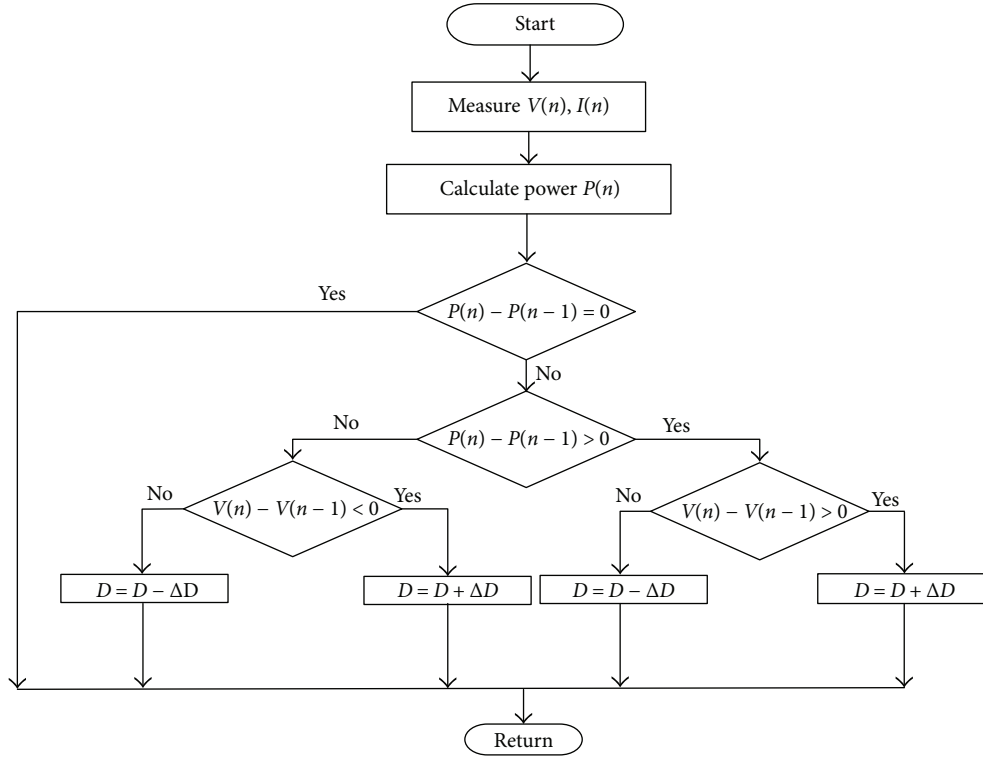 Start
Measure V(n), I(n)
Calculate power P(n)
Yes
P(n) − P(n − 1) = 0
No
No
P(n) − P(n − 1) > 0
Yes
No
V(n) − V(n − 1) < 0
Yes
No
V(n) − V(n − 1) > 0
Yes
D = D − ΔD
D = D + ΔD
D = D − ΔD
D = D + ΔD
Return